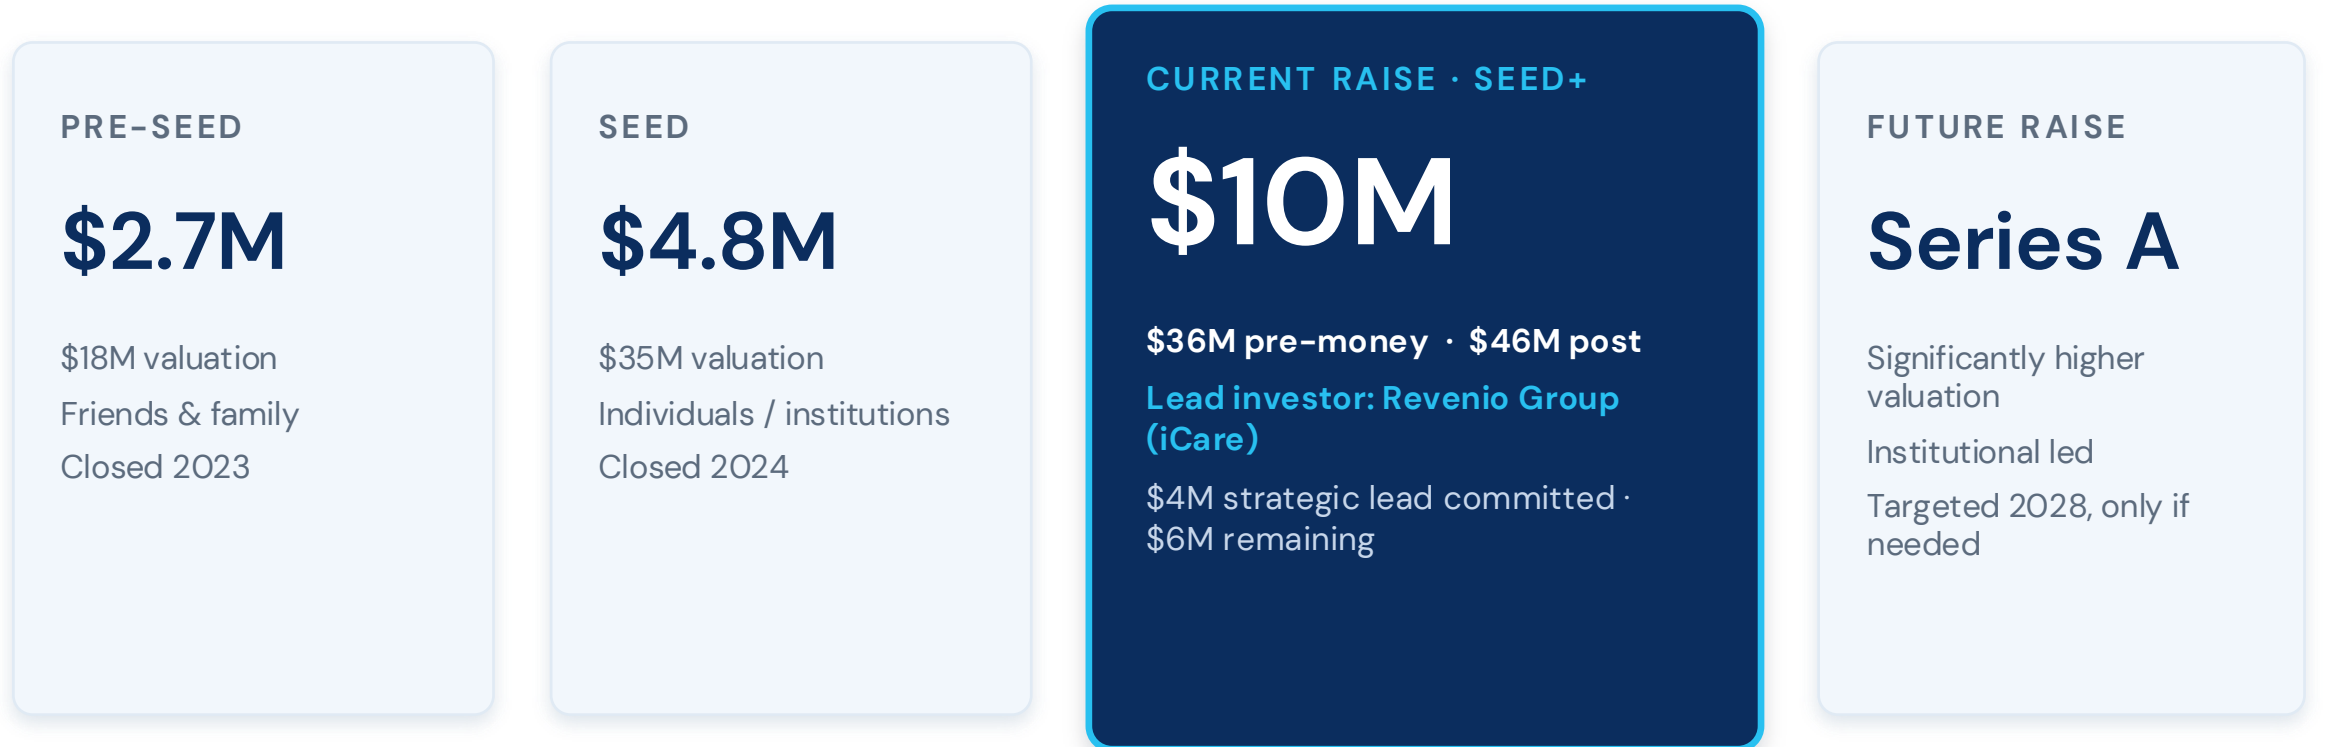 PRE-SEED
$2.7M
$18M valuation
Friends & family
Closed 2023
SEED
$4.8M
$35M valuation
Individuals / institutions
Closed 2024
CURRENT RAISE · SEED+
$10M
$36M pre-money · $46M post
Lead investor: Revenio Group
(iCare)
$4M strategic lead committed ·
$6M remaining
FUTURE RAISE
Series A
Significantly higher
valuation
Institutional led
Targeted 2028, only if
needed